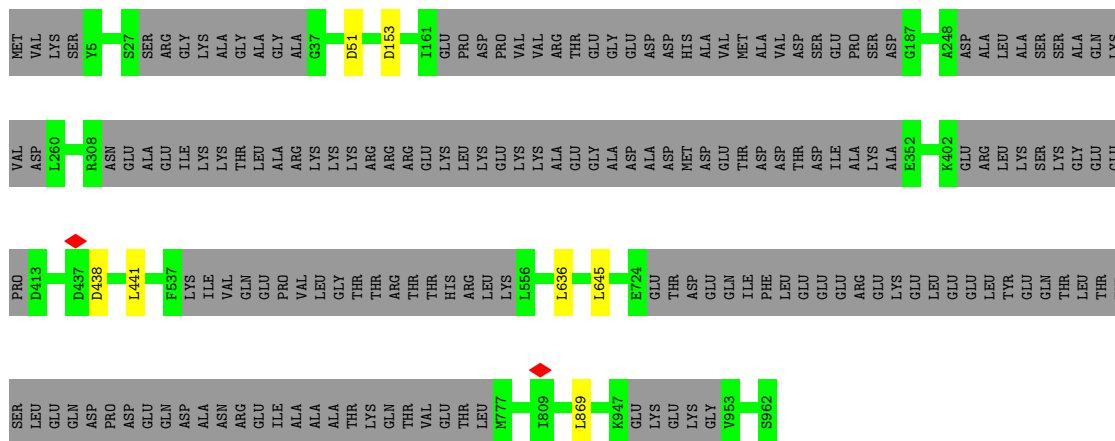 MET VAL LYS SER Y5 S27 SER ARG GLY LYS ALA GLY ALA GLY ALA G37 D51 D153 I161 GLU PRO ASP PRO VAL VAL ARG THR GLU GLY GLU ASP ASP HIS ALA VAL MET ALA VAL ASP SER GLU PRO SER ASP G187 A248 ASP ALA LEU ALA SER SER ALA GLN LYS
VAL ASP L260 R308 ASN GLU ALA GLU ILE LYS LYS THR LEU ALA ARG LYS LYS LYS ARG ARG ARG GLU LYS LEU LYS GLU LYS LYS ALA GLU GLY ALA ASP ALA ASP MET ASP GLU THR ASP ASP THR ASP ILE ALA LYS ALA E352 K402 GLU ARG LEU LYS SER LYS GLY GLU GLU
PRO D413 D437 D438 L441 F537 LYS ILE VAL GLN GLU PRO VAL LEU GLY THR THR ARG THR THR HIS ARG LEU LYS L556 L636 L645 E724 GLU THR ASP GLU GLN ILE PHE LEU GLU GLU GLU ARG GLU LYS GLU LEU GLU GLU LEU TYR GLU GLN THR LEU THR
SER LEU GLU GLU GLN ASP PRO ASP GLU GLN ASP ALA ASN ARG GLU ILE ALA ALA ALA THR LYS GLN THR VAL GLU THR LEU M777 I809 L869 K947 GLU LYS GLU LYS GLY V953 S962